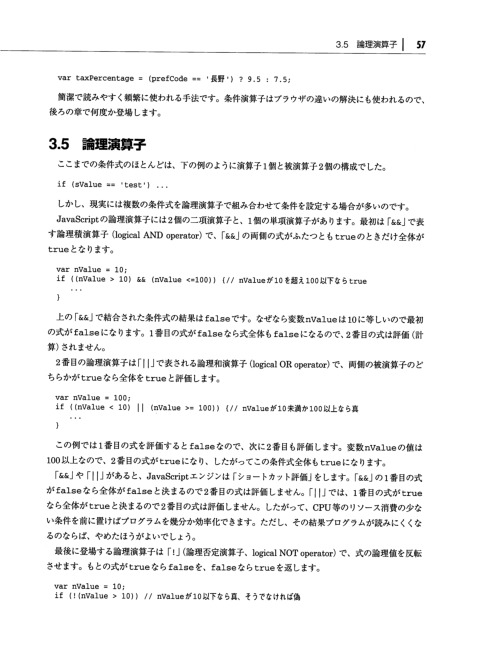 3.5 論理演算子 57
var taxPercentage = (prefCode == '長野') ? 9.5 : 7.5;
簡潔で読みやすく頻繁に使われる手法です。条件演算子はブラウザの違いの解決にも使われるので、
後ろの章で何度か登場します。
3.5 論理演算子
ここまでの条件式のほとんどは、下の例のように演算子1個と被演算子2個の構成でした。
if (sValue == 'test') ...
しかし、現実には複数の条件式を論理演算子で組み合わせて条件を設定する場合が多いのです。
JavaScriptの論理演算子には2個の二項演算子と、1個の単項演算子があります。最初は「&&」で表
す論理積演算子 (logical AND operator) で、「&&」の両側の式がふたつともtrueのときだけ全体が
trueとなります。
var nValue = 10;
if ((nValue > 10) && (nValue <=100)) {// nValueが10を超え100以下ならtrue
...
}
上の「&&」で結合された条件式の結果はfalseです。なぜなら変数nValueは10に等しいので最初
の式がfalseになります。1番目の式がfalseなら式全体もfalseになるので、2番目の式は評価 (計
算) されません。
2番目の論理演算子は「||」で表される論理和演算子 (logical OR operator) で、両側の被演算子のど
ちらかがtrueなら全体をtrueと評価します。
var nValue = 100;
if ((nValue < 10) || (nValue >= 100)) {// nValueが10未満か100以上なら真
...
}
この例では1番目の式を評価するとfalseなので、次に2番目も評価します。変数nValueの値は
100以上なので、2番目の式がtrueになり、したがってこの条件式全体もtrueになります。
「&&」や「||」があると、JavaScriptエンジンは「ショートカット評価」をします。「&&」の1番目の式
がfalseなら全体がfalseと決まるので2番目の式は評価しません。「||」では、1番目の式がtrue
なら全体がtrueと決まるので2番目の式は評価しません。したがって、CPU等のリソース消費の少な
い条件を前に置けばプログラムを幾分か効率化できます。ただし、その結果プログラムが読みにくくな
るのならば、やめたほうがよいでしょう。
最後に登場する論理演算子は「!」(論理否定演算子、logical NOT operator) で、式の論理値を反転
させます。もとの式がtrueならfalseを、falseならtrueを返します。
var nValue = 10;
if (!(nValue > 10)) // nValueが10以下なら真、そうでなければ偽